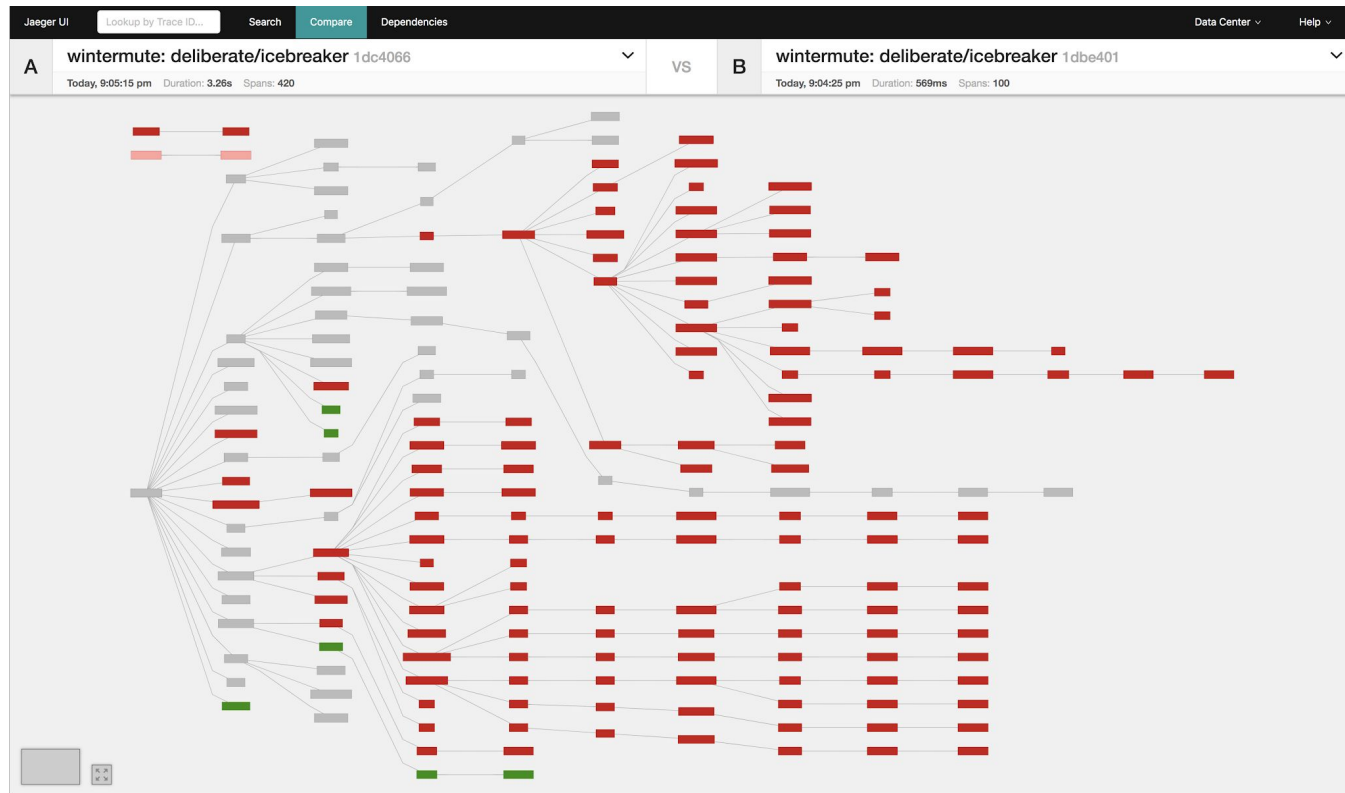 Jaeger UI Lookup by Trace ID... Search Compare Dependencies Data Center Help
A wintermute: deliberate/icebreaker 1dc4066 VS B wintermute: deliberate/icebreaker 1dbe401
Today, 9:05:15 pm Duration: 3.26s Spans: 420 Today, 9:04:25 pm Duration: 569ms Spans: 100